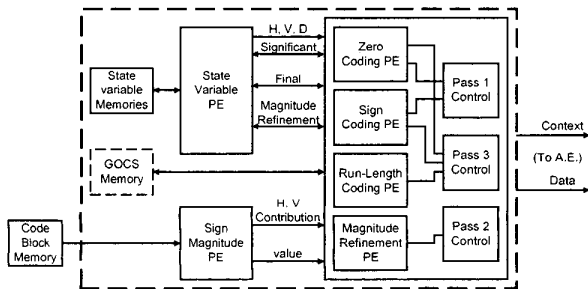 H, V, D
Significant
Final
Magnitude
Refinement
State
variable
Memories
State
Variable
PE
GOCS
Memory
Code
Block
Memory
Sign
Magnitude
PE
H, V
Contribution
value
Zero
Coding PE
Sign
Coding PE
Run-Length
Coding PE
Magnitude
Refinement
PE
Pass 1
Control
Pass 3
Control
Pass 2
Control
Context
(To A.E.)
Data